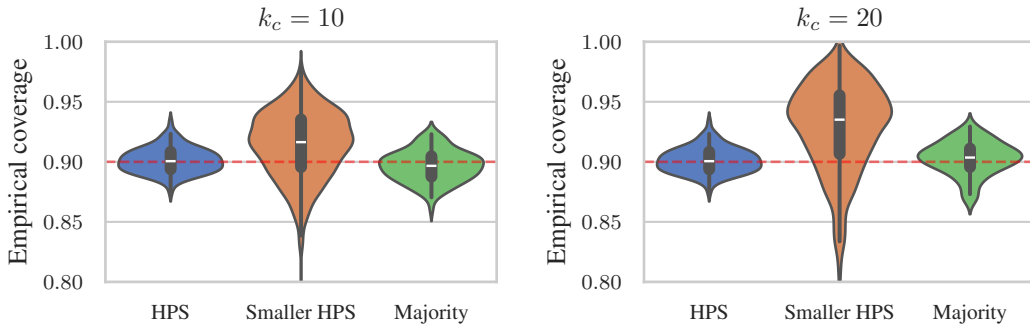 k_c = 10
Empirical coverage
1.00
0.95
0.90
0.85
0.80
HPS
Smaller HPS
Majority
k_c = 20
Empirical coverage
1.00
0.95
0.90
0.85
0.80
HPS
Smaller HPS
Majority